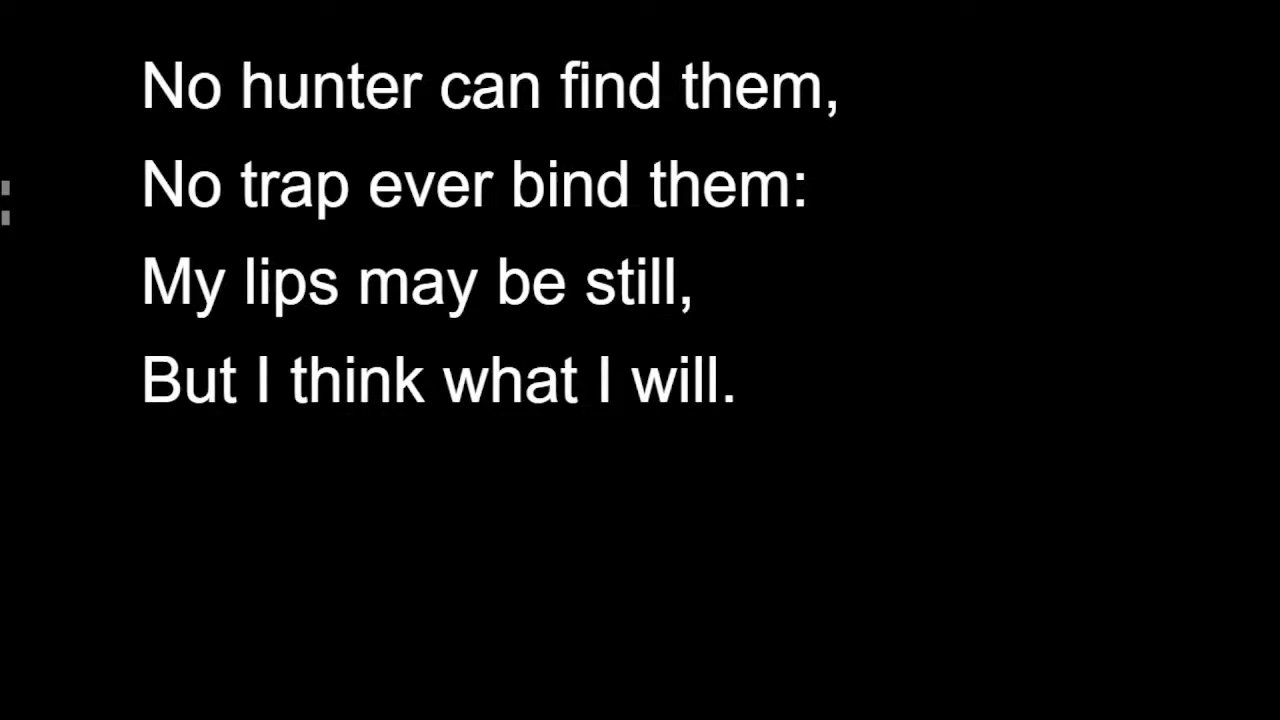 No hunter can find them,
No trap ever bind them:
My lips may be still,
But I think what I will.